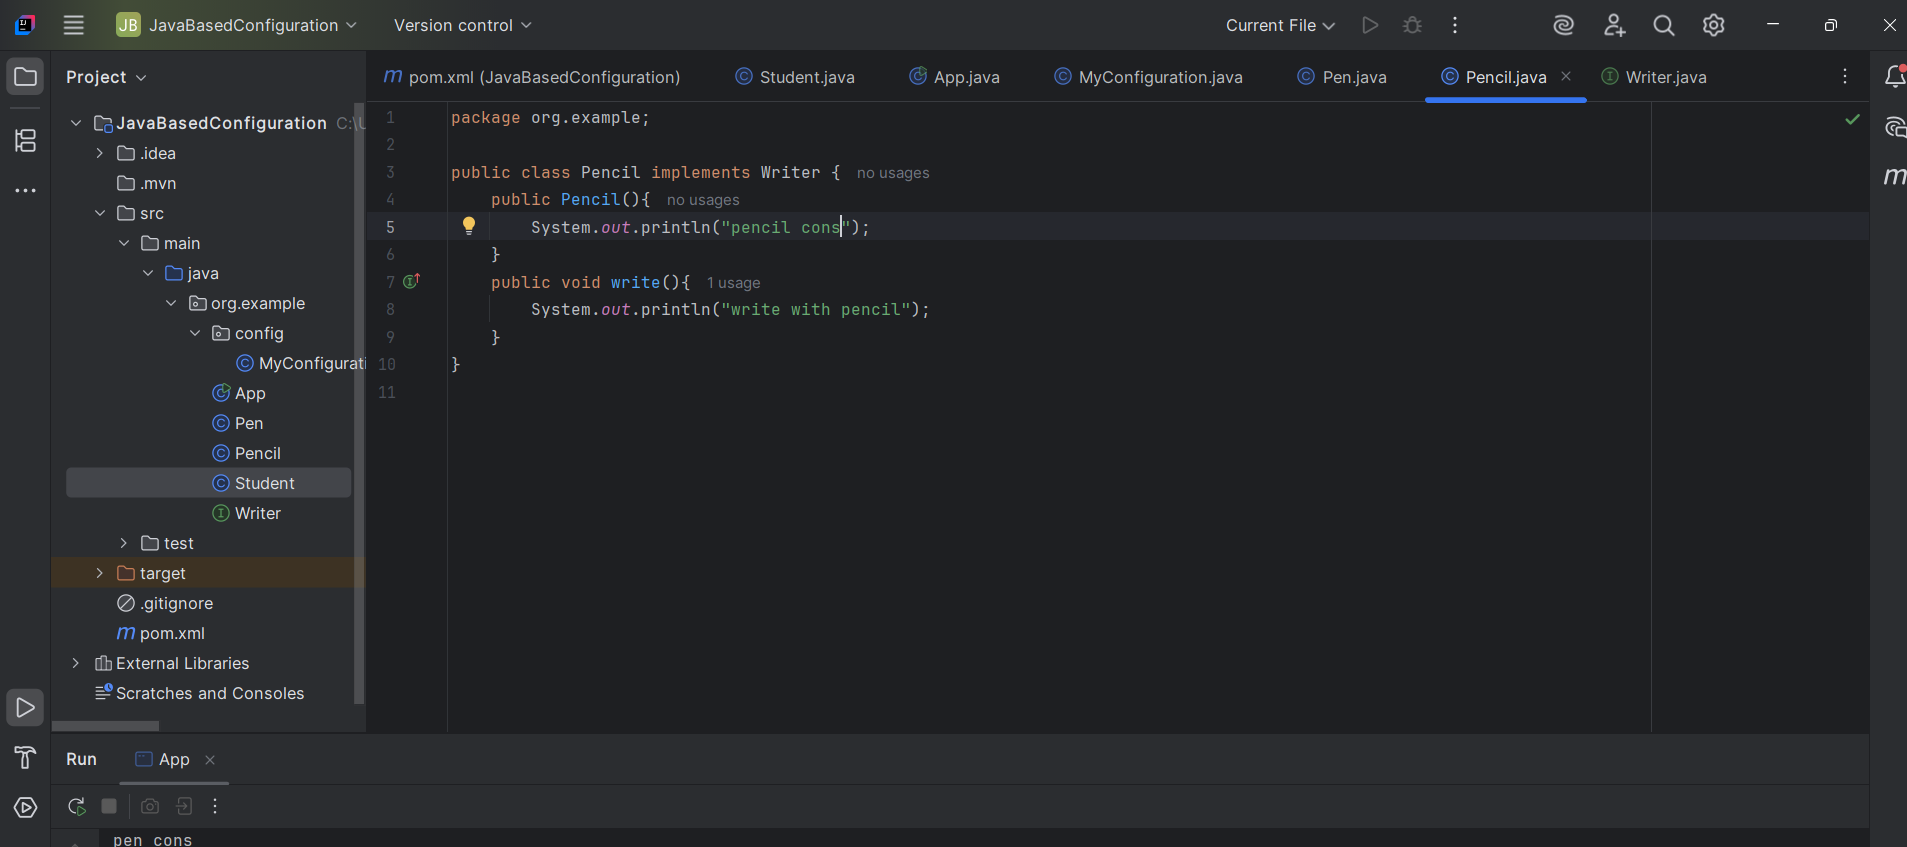 JB JavaBasedConfiguration Version control Current File
Project
pom.xml (JavaBasedConfiguration) Student.java App.java MyConfiguration.java Pen.java Pencil.java Writer.java
JavaBasedConfiguration C:\U
.idea
.mvn
src
main
java
org.example
config
MyConfigurati
App
Pen
Pencil
Student
Writer
test
target
.gitignore
pom.xml
External Libraries
Scratches and Consoles
1 package org.example;
2
3 public class Pencil implements Writer { no usages
4 public Pencil(){ no usages
5 System.out.println("pencil cons");
6 }
7 public void write(){ 1 usage
8 System.out.println("write with pencil");
9 }
10 }
11
Run App
pen cons